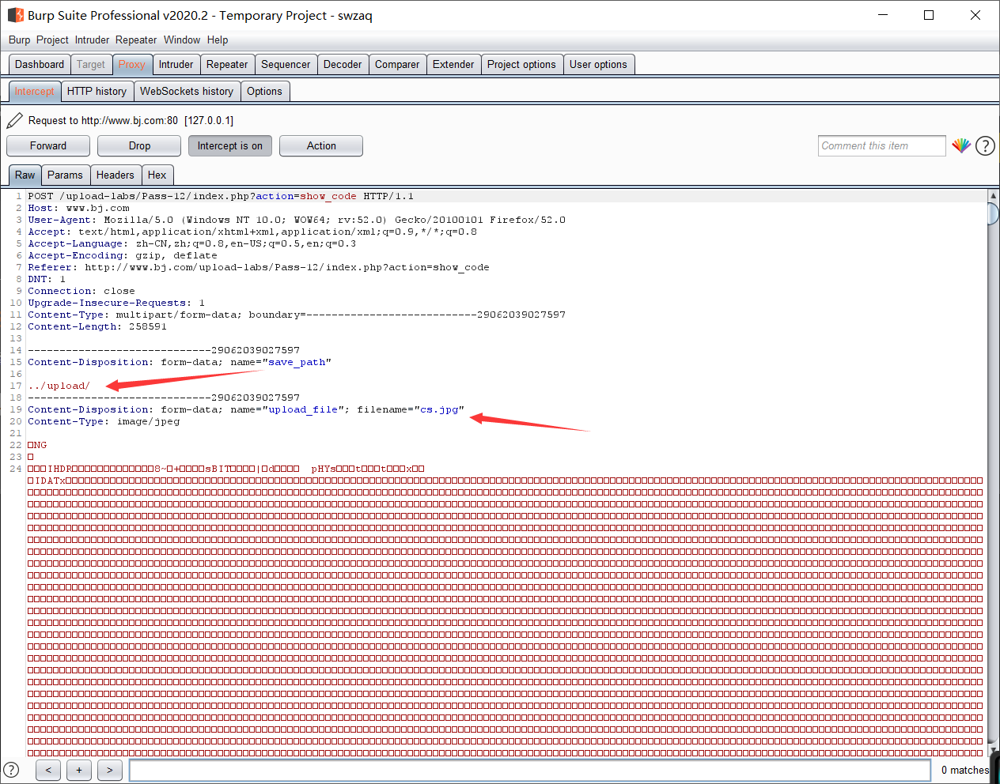 Burp Suite Professional v2020.2 - Temporary Project - swzaq
Burp Project Intruder Repeater Window Help
Dashboard Target Proxy Intruder Repeater Sequencer Decoder Comparer Extender Project options User options
Intercept HTTP history WebSockets history Options
Request to http://www.bj.com:80 [127.0.0.1]
Forward Drop Intercept is on Action Comment this item ?
Raw Params Headers Hex
1 POST /upload-labs/Pass-12/index.php?action=show_code HTTP/1.1
2 Host: www.bj.com
3 User-Agent: Mozilla/5.0 (Windows NT 10.0; WOW64; rv:52.0) Gecko/20100101 Firefox/52.0
4 Accept: text/html,application/xhtml+xml,application/xml;q=0.9,*/*;q=0.8
5 Accept-Language: zh-CN,zh;q=0.8,en-US;q=0.5,en;q=0.3
6 Accept-Encoding: gzip, deflate
7 Referer: http://www.bj.com/upload-labs/Pass-12/index.php?action=show_code
8 DNT: 1
9 Connection: close
10 Upgrade-Insecure-Requests: 1
11 Content-Type: multipart/form-data; boundary=---------------------------29062039027597
12 Content-Length: 258591
13
14 -----------------------------29062039027597
15 Content-Disposition: form-data; name="save_path"
16
17 ../upload/
18 -----------------------------29062039027597
19 Content-Disposition: form-data; name="upload_file"; filename="cs.jpg"
20 Content-Type: image/jpeg
21
22 NG
23
24 IHDR 8~ + sBIT |d pHYs t t x
IDATx
? < + > 0 matches